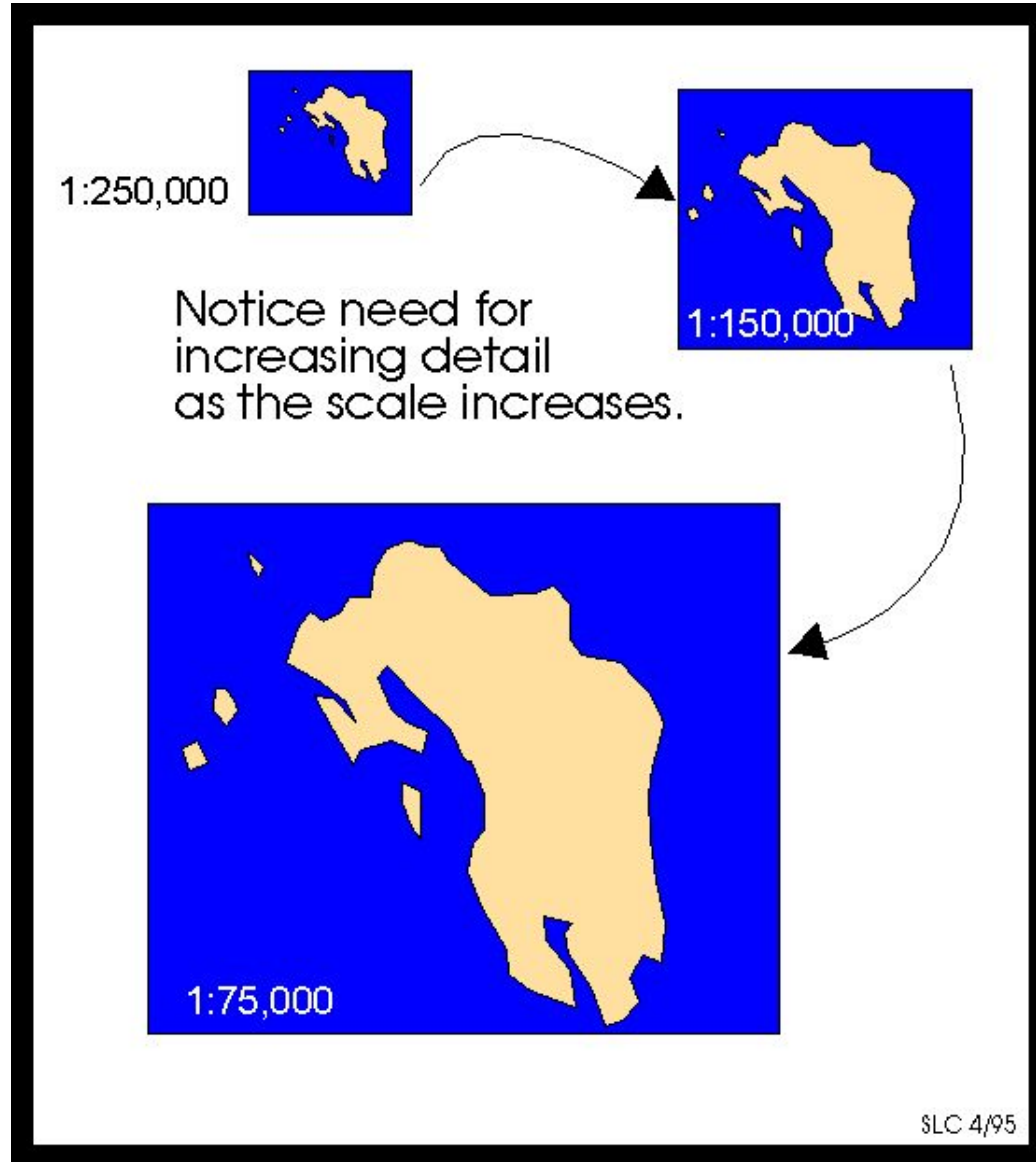 1:250,000
1:150,000
Notice need for
increasing detail
as the scale increases.
1:75,000
SLC 4/95